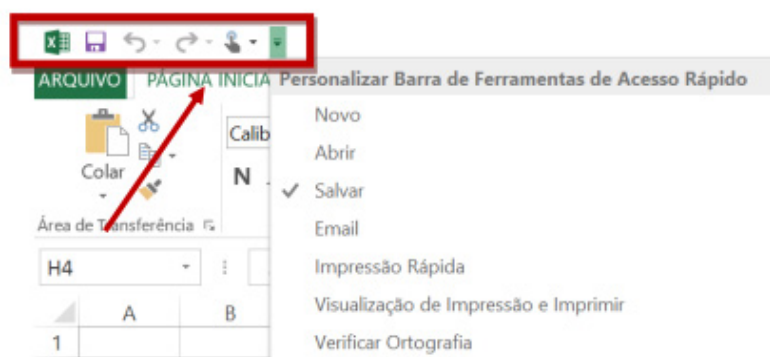 ARQUIVO PÁGINA INICIA
Personalizar Barra de Ferramentas de Acesso Rápido
Novo
Abrir
Salvar
Email
Impressão Rápida
Visualização de Impressão e Imprimir
Verificar Ortografia
Colar
Calib
N
Área de Transferência
H4
A B
1